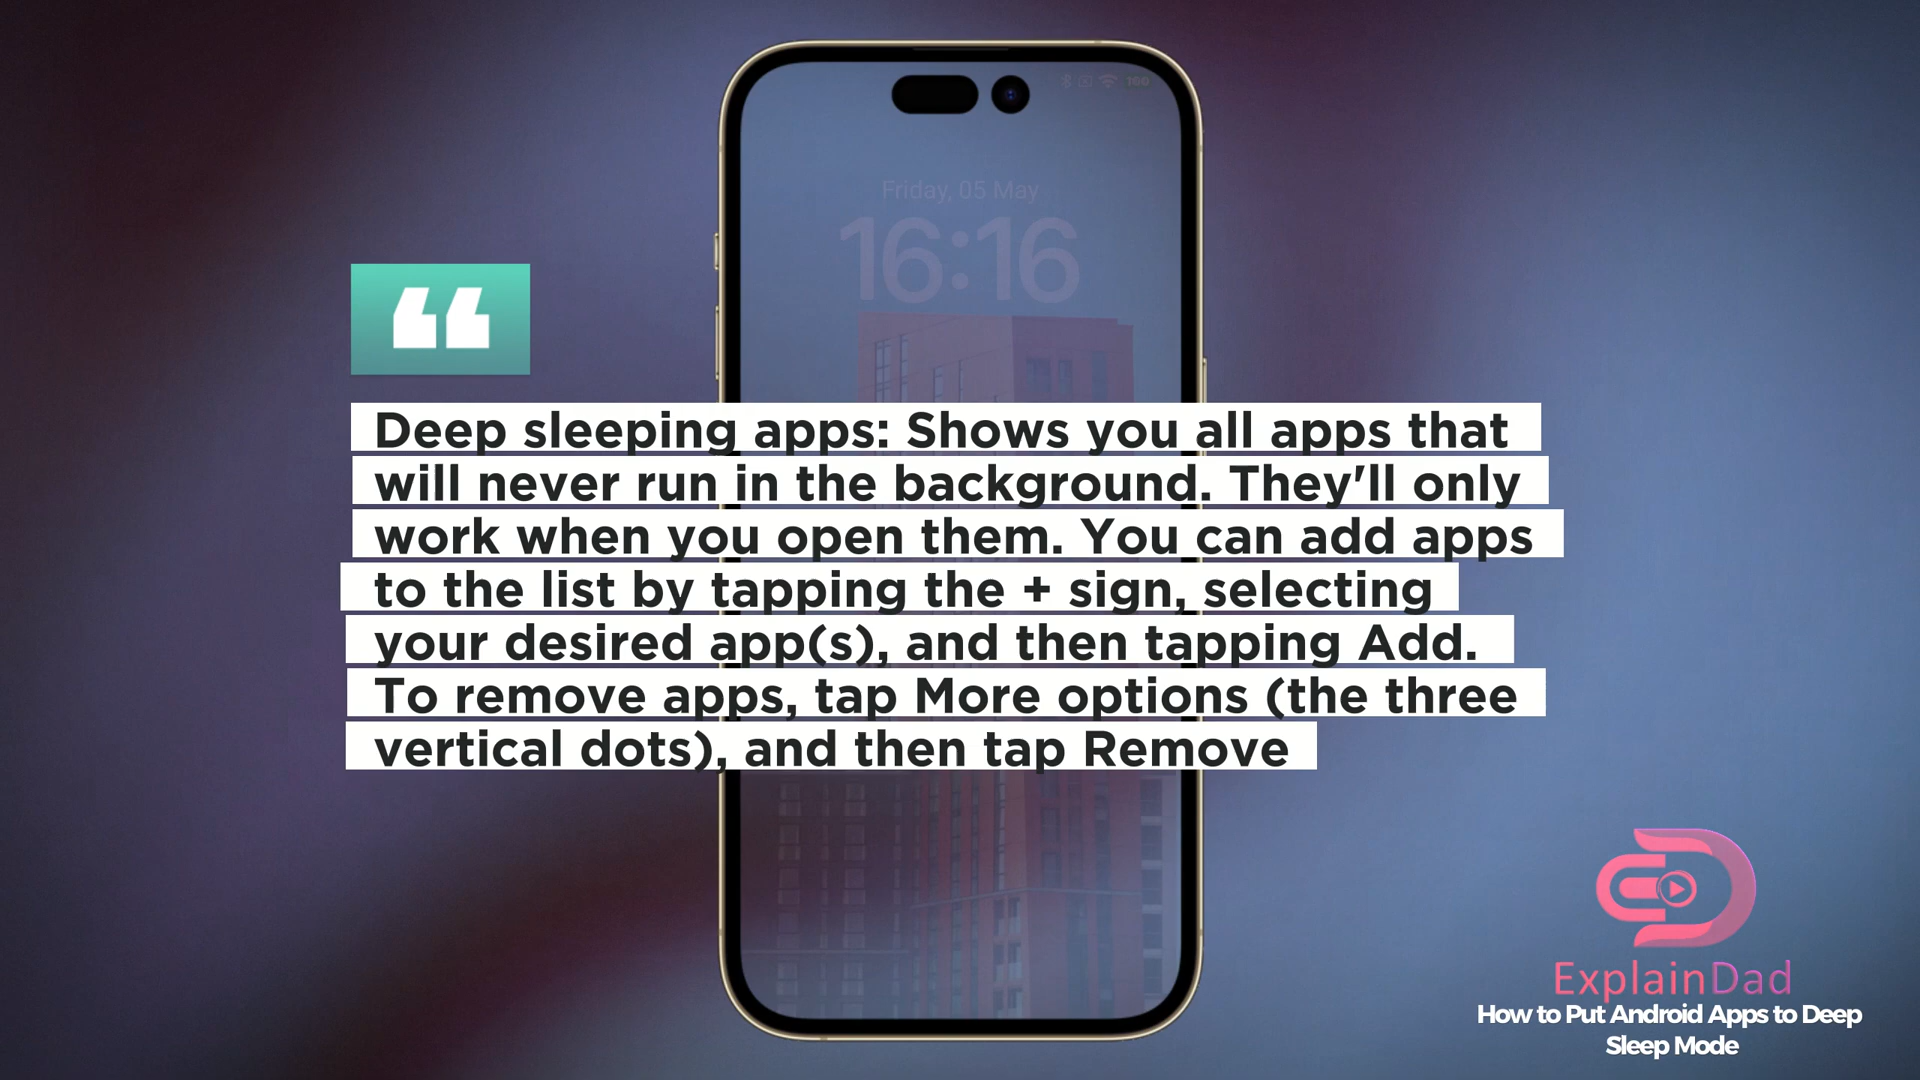 Friday, 05 May
16:16
100
“
Deep sleeping apps: Shows you all apps that
will never run in the background. They'll only
work when you open them. You can add apps
to the list by tapping the + sign, selecting
your desired app(s), and then tapping Add.
To remove apps, tap More options (the three
vertical dots), and then tap Remove
ExplainDad
How to Put Android Apps to Deep
Sleep Mode